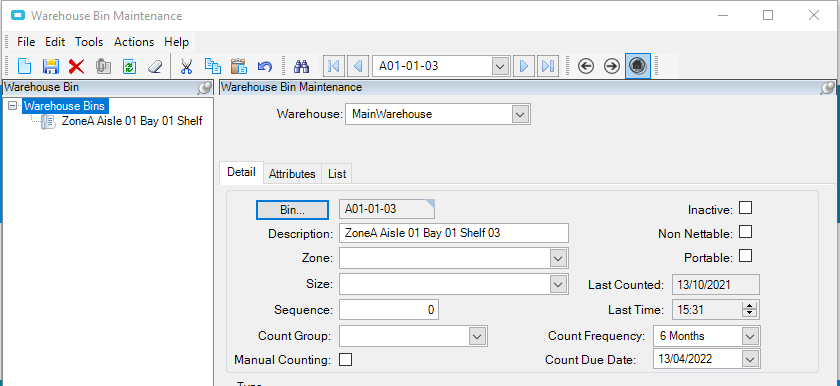 Warehouse Bin Maintenance
File Edit Tools Actions Help
A01-01-03
Warehouse Bin
Warehouse Bins
ZoneA Aisle 01 Bay 01 Shelf
Warehouse Bin Maintenance
Warehouse: MainWarehouse
Detail Attributes List
Bin... A01-01-03 Inactive:
Description: ZoneA Aisle 01 Bay 01 Shelf 03 Non Nettable:
Zone: Portable:
Size: Last Counted: 13/10/2021
Sequence: 0 Last Time: 15:31
Count Group: Count Frequency: 6 Months
Manual Counting: Count Due Date: 13/04/2022
Type